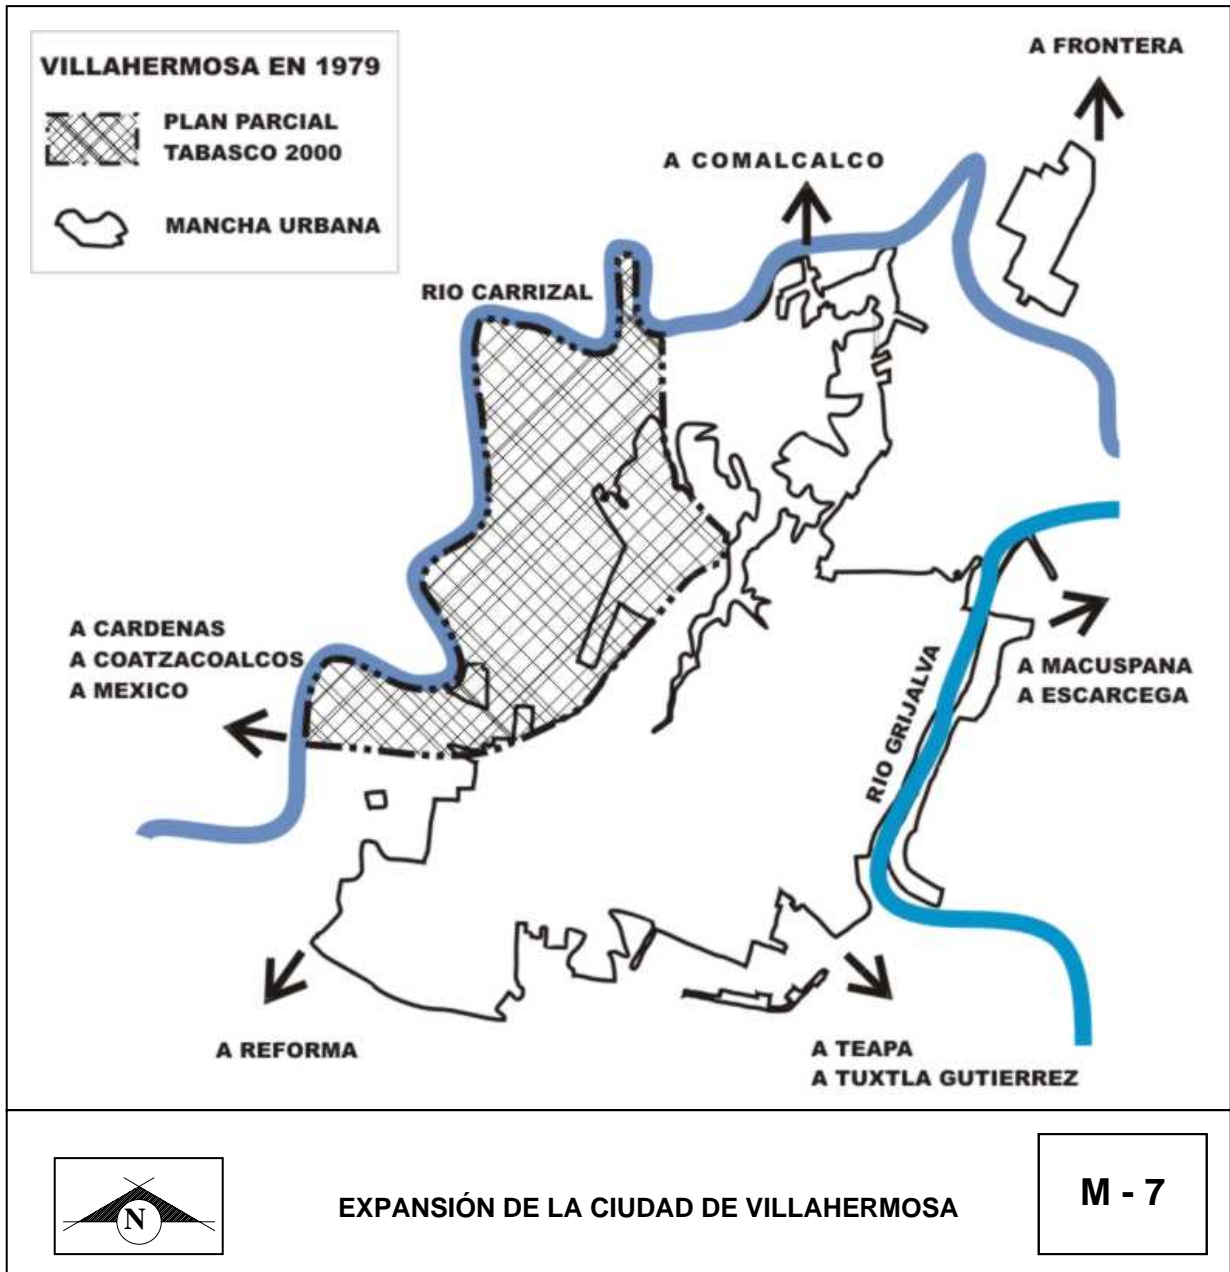 VILLAHERMOSA EN 1979
PLAN PARCIAL
TABASCO 2000
MANCHA URBANA
A FRONTERA
A COMALCALCO
RIO CARRIZAL
A CARDENAS
A COATZACOALCOS
A MEXICO
A MACUSPANA
A ESCARCEGA
RIO GRIJALVA
A REFORMA
A TEAPA
A TUXTLA GUTIERREZ
N
EXPANSIÓN DE LA CIUDAD DE VILLAHERMOSA
M - 7